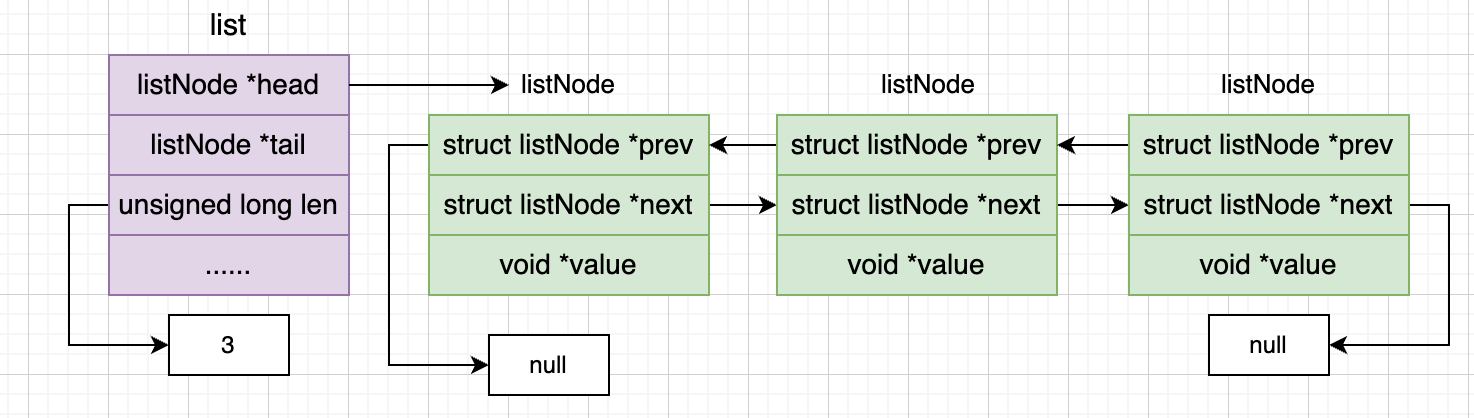 list
listNode *head
listNode *tail
unsigned long len
......
3
listNode
struct listNode *prev
struct listNode *next
void *value
null
listNode
struct listNode *prev
struct listNode *next
void *value
listNode
struct listNode *prev
struct listNode *next
void *value
null